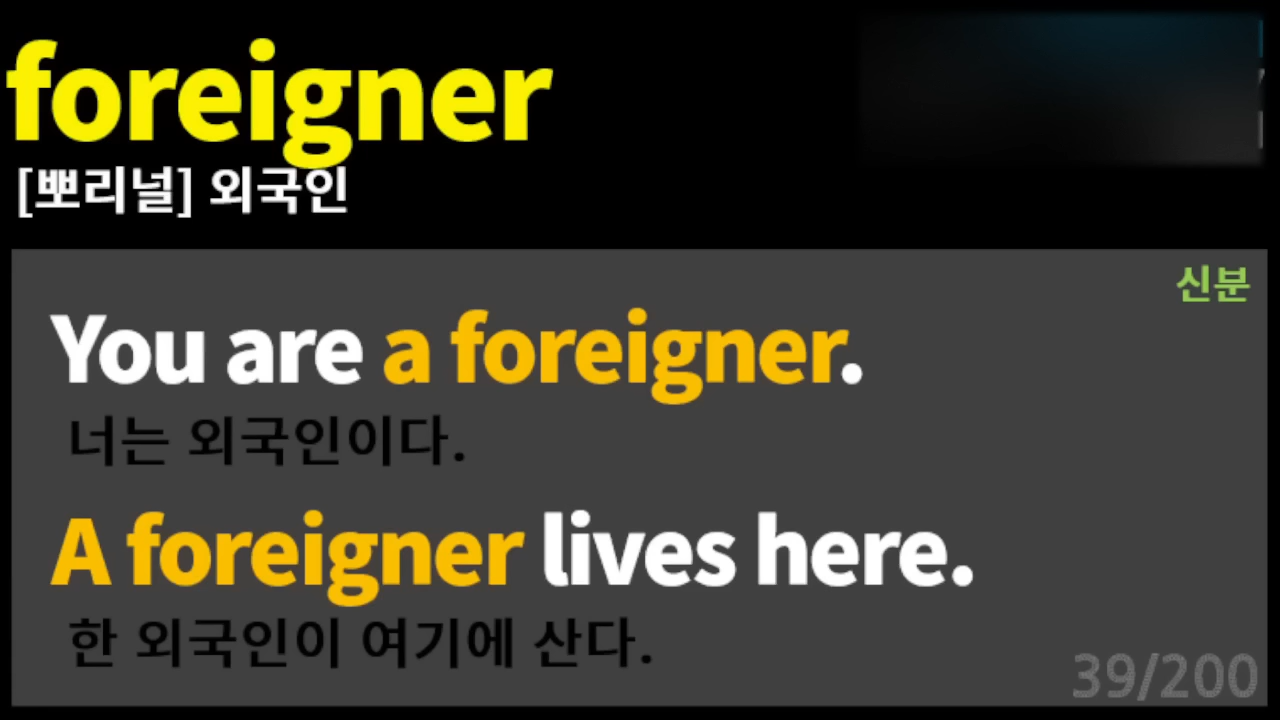 foreigner
[뽀리널] 외국인
신분
You are a foreigner.
너는 외국인이다.
A foreigner lives here.
한 외국인이 여기에 산다.
39/200